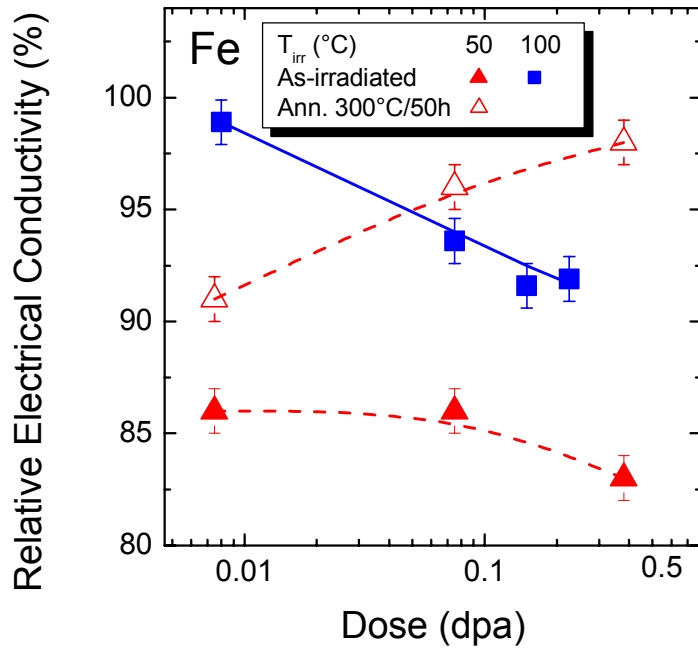 Fe
T_irr (°C) 50 100
As-irradiated
Ann. 300°C/50h
Relative Electrical Conductivity (%)
100
95
90
85
80
0.01 0.1 0.5
Dose (dpa)